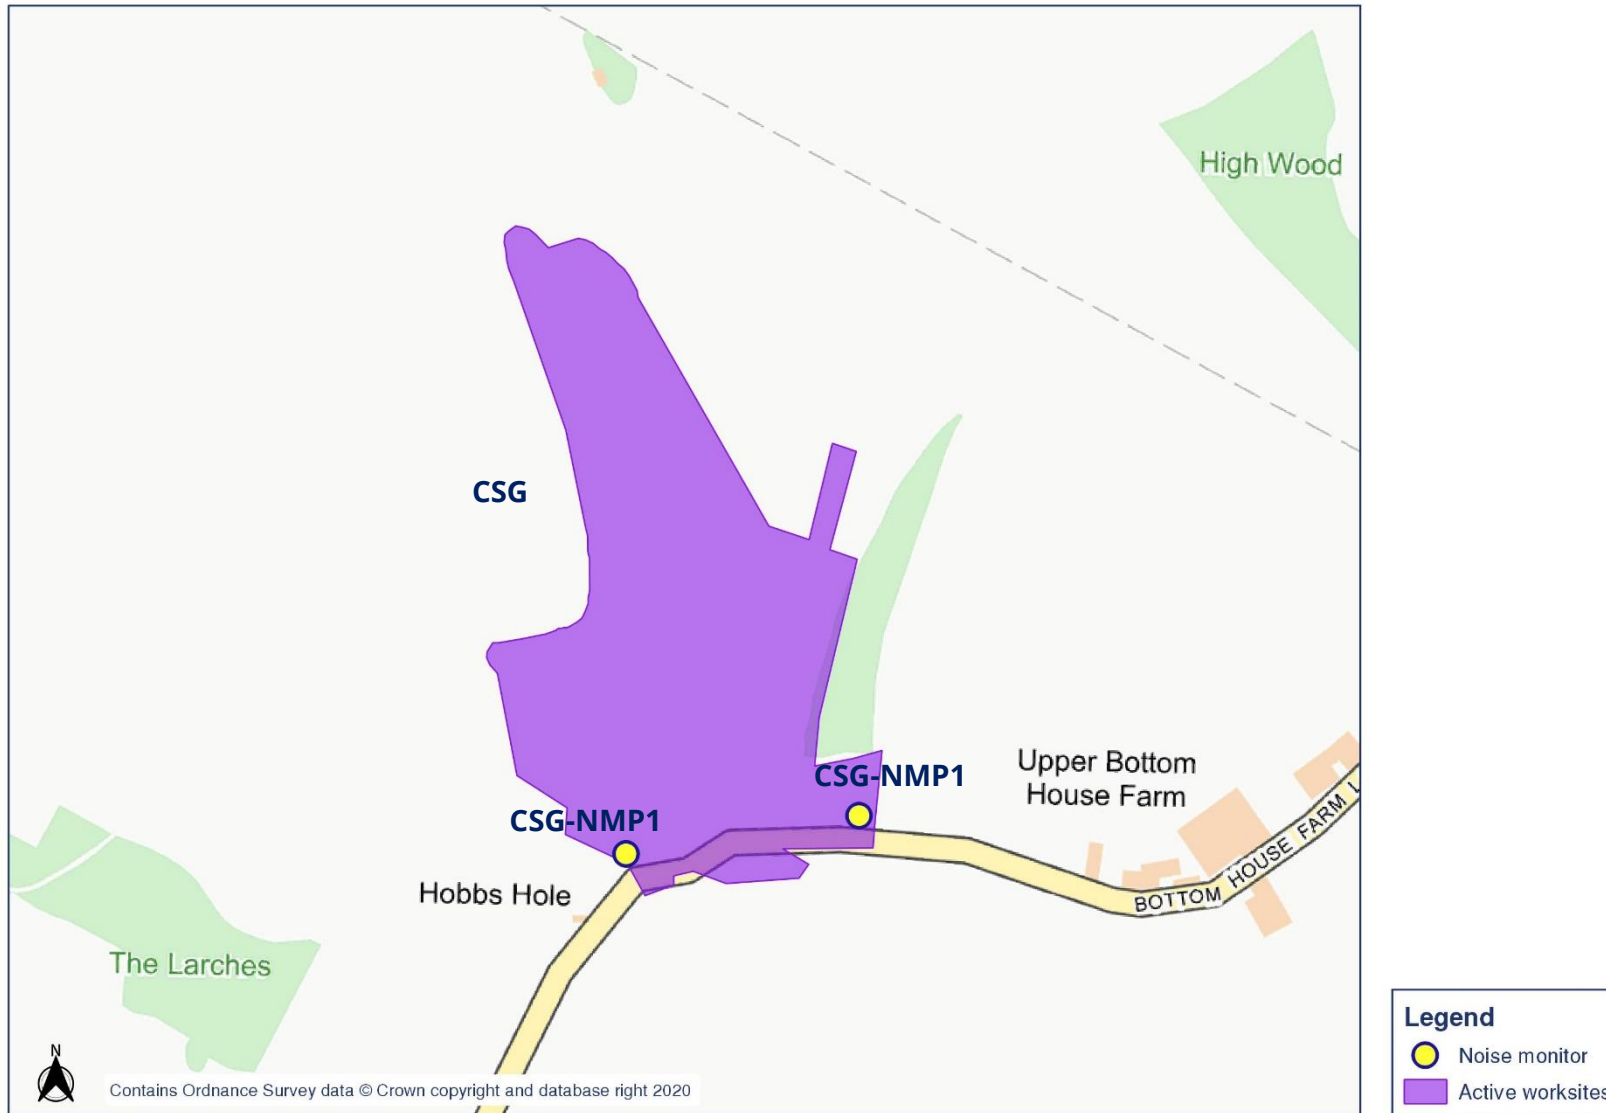 High Wood
CSG
Upper Bottom
House Farm
CSG-NMP1
CSG-NMP1
Hobbs Hole
BOTTOM HOUSE FARM L
The Larches
N
Contains Ordnance Survey data © Crown copyright and database right 2020
Legend
Noise monitor
Active worksites